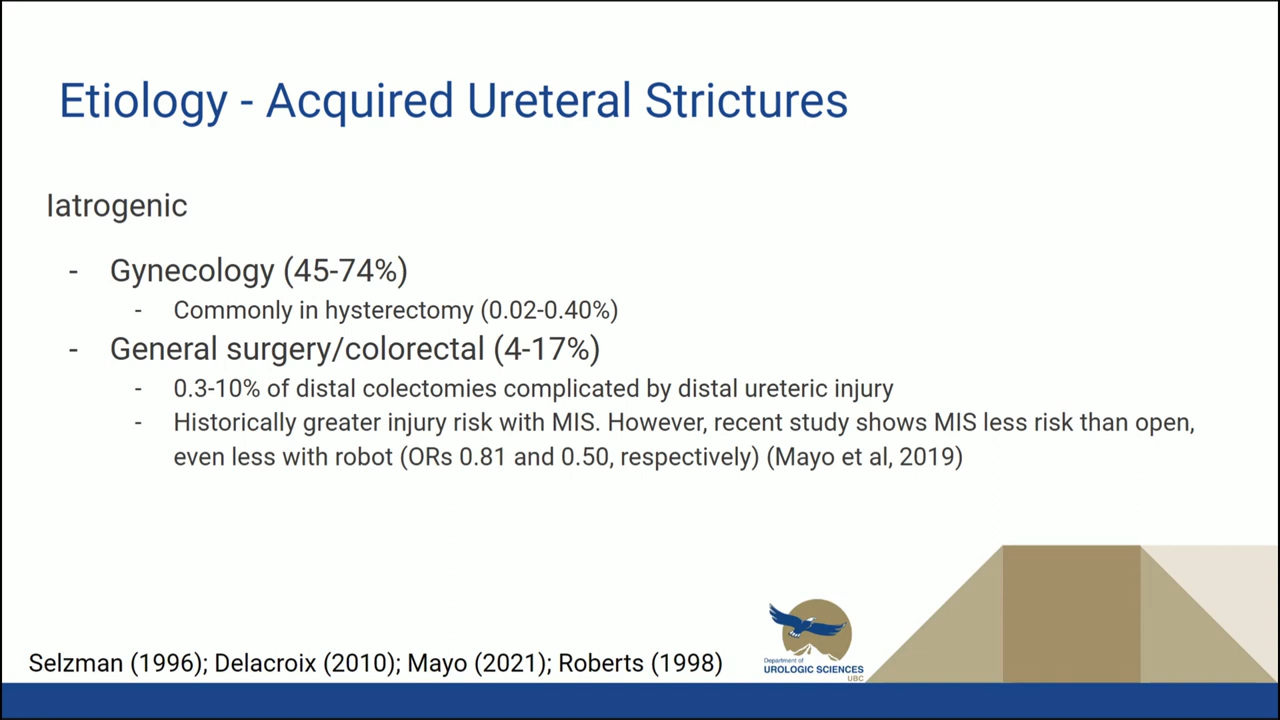 Etiology - Acquired Ureteral Strictures
Iatrogenic
- Gynecology (45-74%)
- Commonly in hysterectomy (0.02-0.40%)
- General surgery/colorectal (4-17%)
- 0.3-10% of distal colectomies complicated by distal ureteric injury
- Historically greater injury risk with MIS. However, recent study shows MIS less risk than open,
even less with robot (ORs 0.81 and 0.50, respectively) (Mayo et al, 2019)
Selzman (1996); Delacroix (2010); Mayo (2021); Roberts (1998)
Department of
UROLOGIC SCIENCES
UBC